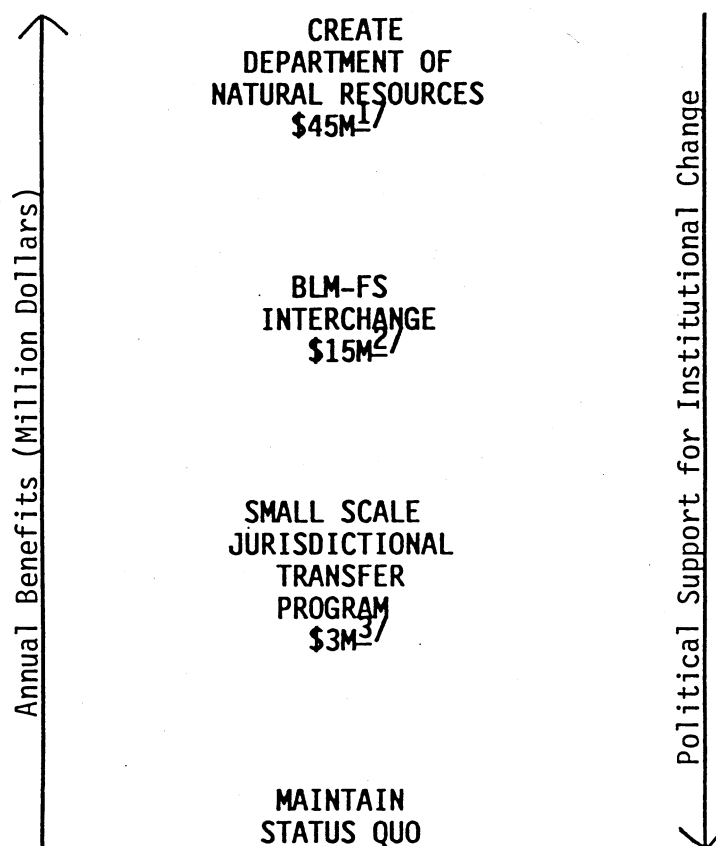 Annual Benefits (Million Dollars)
CREATE
DEPARTMENT OF
NATURAL RESOURCES
$45M1/
BLM-FS
INTERCHANGE
$15M2/
SMALL SCALE
JURISDICTIONAL
TRANSFER
PROGRAM
$3M3/
MAINTAIN
STATUS QUO
Political Support for Institutional Change